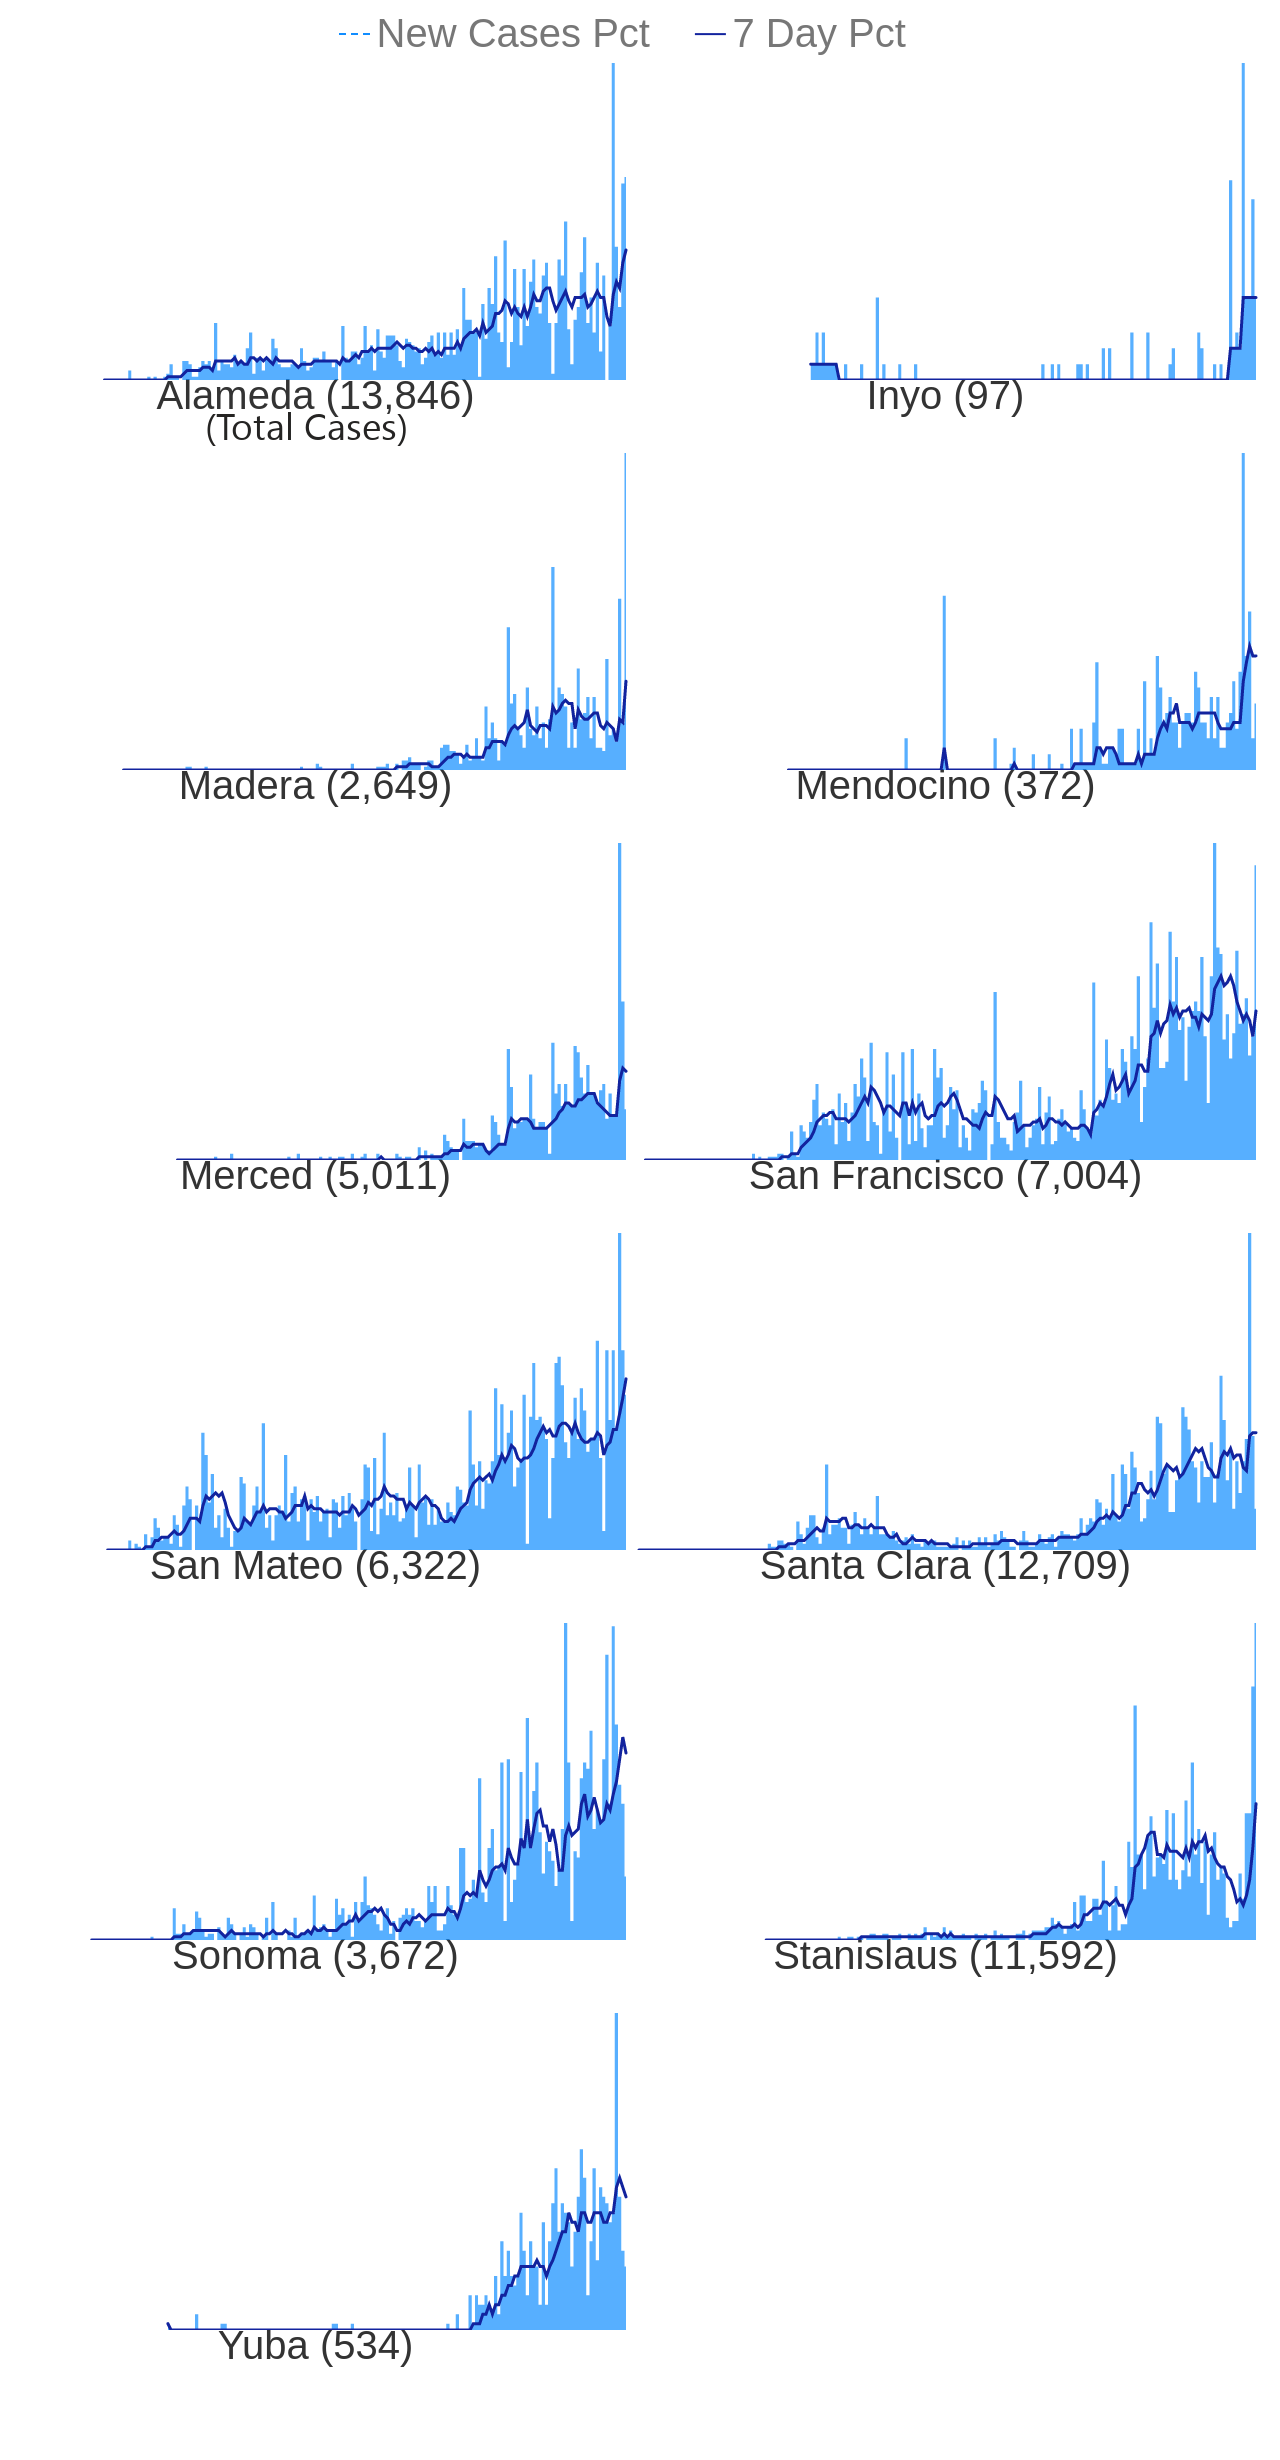 New Cases Pct 7 Day Pct
Alameda (13,846) Inyo (97)
(Total Cases)
Madera (2,649) Mendocino (372)
Merced (5,011) San Francisco (7,004)
San Mateo (6,322) Santa Clara (12,709)
Sonoma (3,672) Stanislaus (11,592)
Yuba (534)